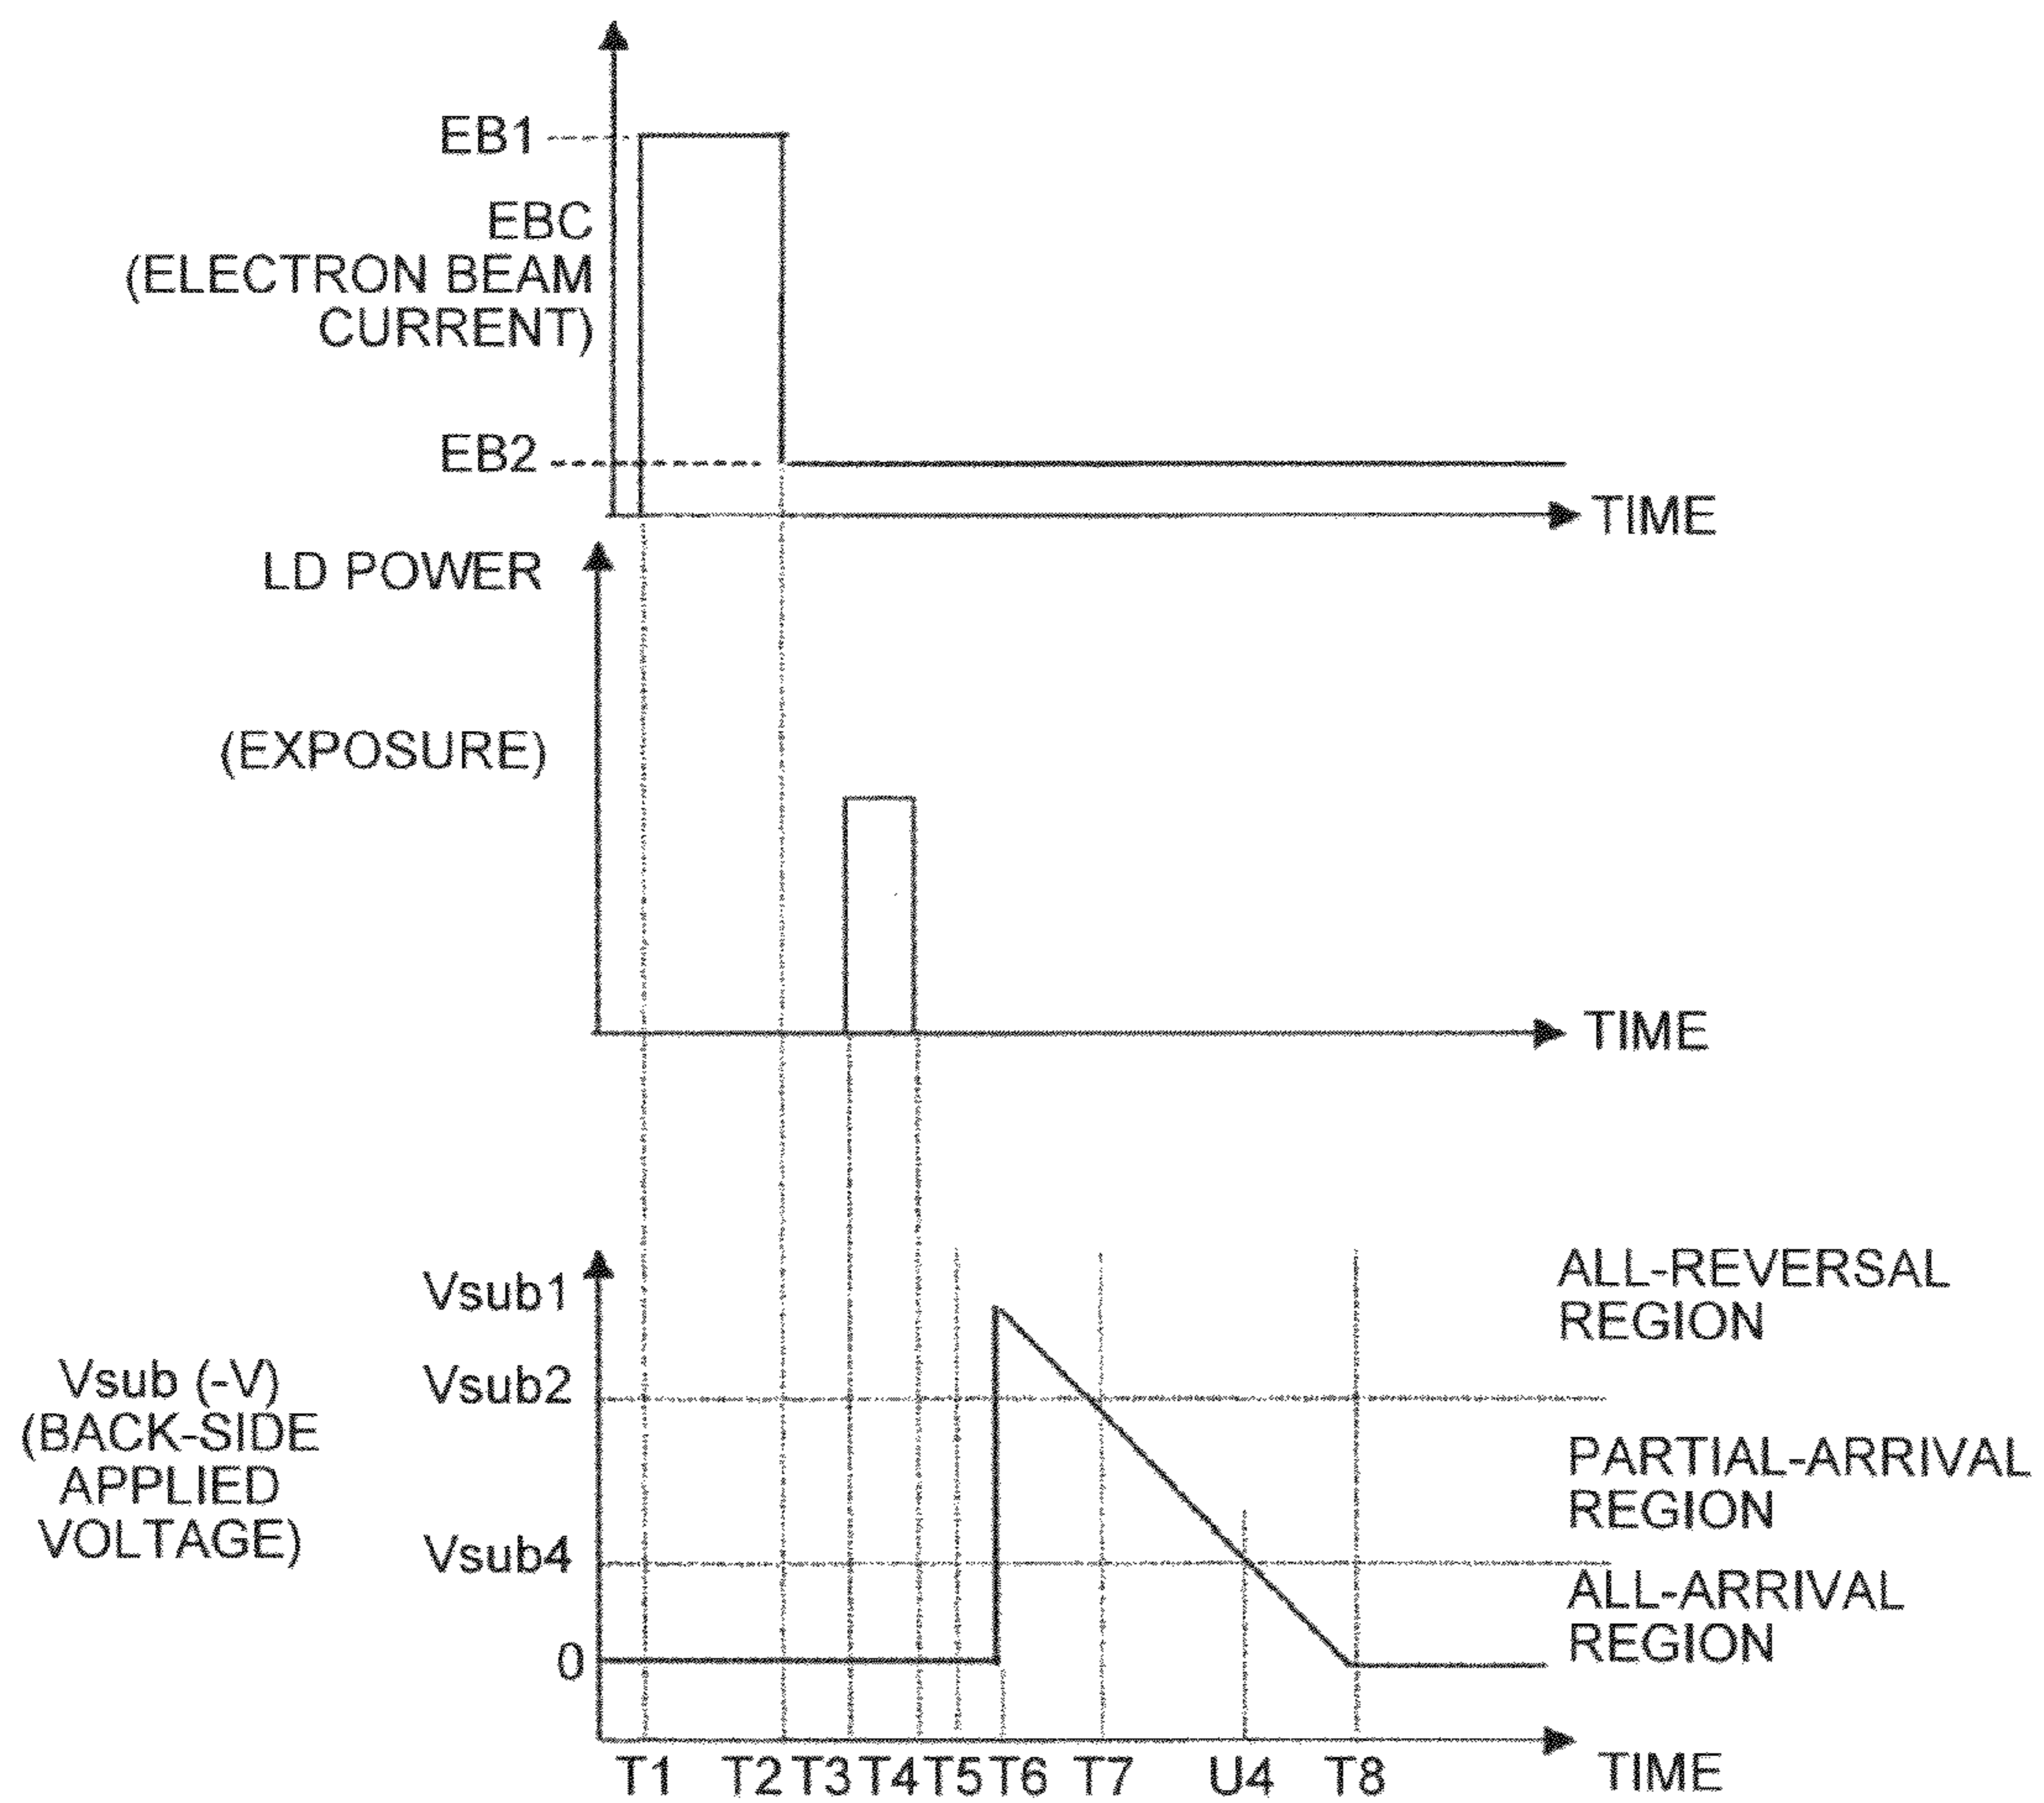 EB1
EBC
(ELECTRON BEAM
CURRENT)
EB2
TIME
LD POWER
(EXPOSURE)
TIME
Vsub1
Vsub2
Vsub (-V)
(BACK-SIDE
APPLIED
VOLTAGE)
Vsub4
0
ALL-REVERSAL
REGION
PARTIAL-ARRIVAL
REGION
ALL-ARRIVAL
REGION
T1 T2 T3 T4 T5 T6 T7 U4 T8 TIME